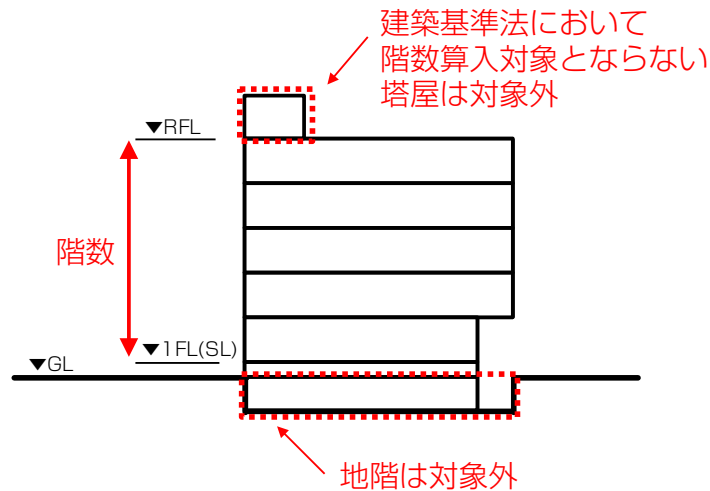 建築基準法において
階数算入対象とならない
塔屋は対象外
▼RFL
階数
▼1FL(SL)
▼GL
地階は対象外